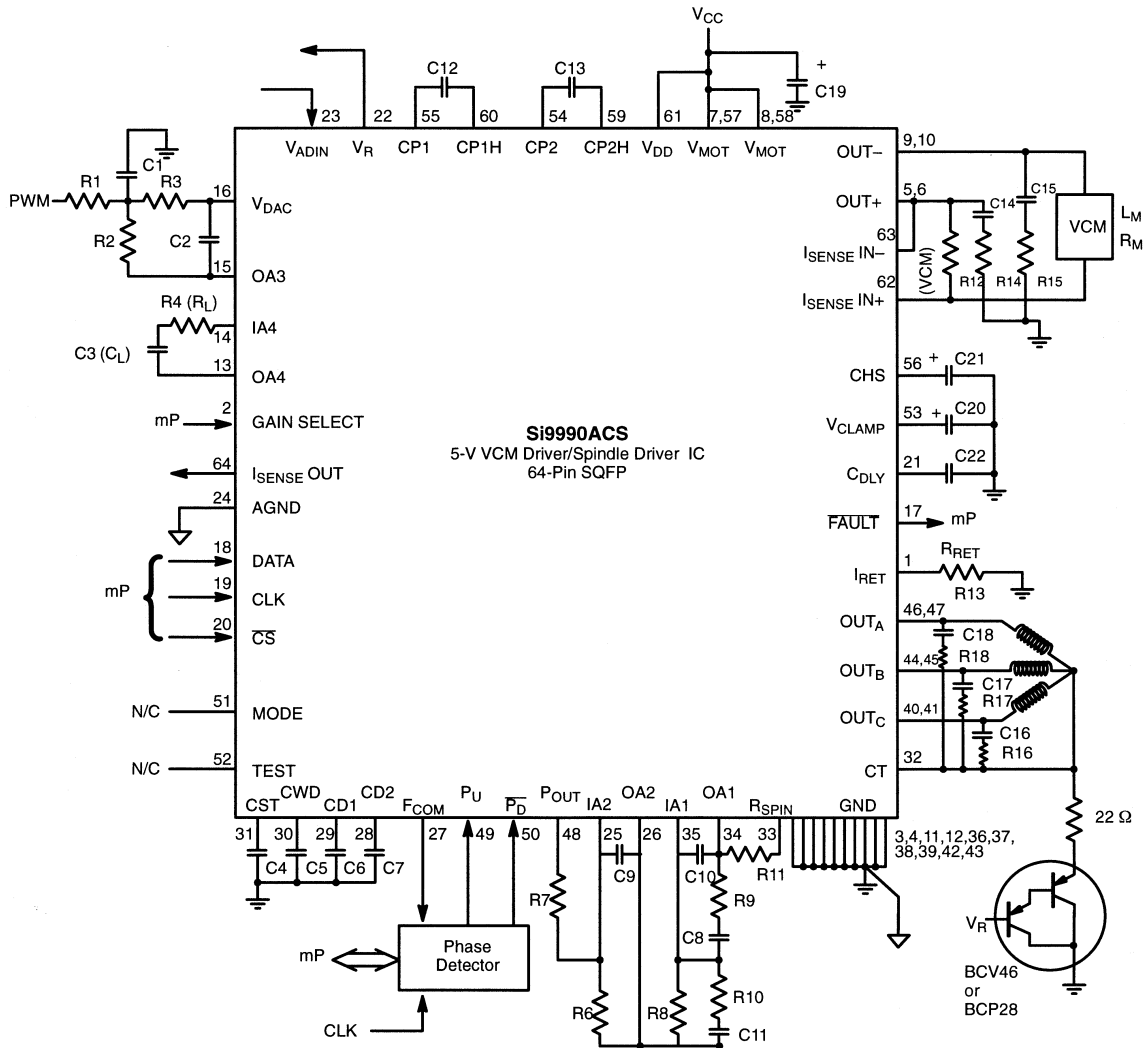 VCC
C12
C13
+
C19
23
22
55
60
54
59
61
7,57
8,58
VADIN
VR
CP1
CP1H
CP2
CP2H
VDD
VMOT
VMOT
9,10
OUT–
C1
R1
R3
16
PWM
VDAC
R2
C2
15
OA3
5,6
OUT+
C14
C15
VCM
LM
RM
63
ISENSE IN–
62
ISENSE IN+
(VCM)
R12
R14
R15
R4 (RL)
IA4
14
C3 (CL)
13
OA4
56
CHS
+
C21
2
mP
GAIN SELECT
53
VCLAMP
+
C20
Si9990ACS
5-V VCM Driver/Spindle Driver IC
64-Pin SQFP
64
ISENSE OUT
21
CDLY
C22
24
AGND
17
FAULT
mP
18
DATA
19
mP
CLK
20
CS
1
IRET
RRET
R13
46,47
OUTA
C18
R18
44,45
OUTB
C17
R17
40,41
OUTC
C16
R16
51
N/C
MODE
52
N/C
TEST
32
CT
CST
CWD
CD1
CD2
FCOM
PU
PD
POUT
IA2
OA2
IA1
OA1
RSPIN
GND
31
30
29
28
27
49
50
48
25
26
35
34
33
3,4,11,12,36,37,
38,39,42,43
22 Ω
C4
C5
C6
C7
C9
C10
R11
R7
R9
C8
mP
Phase
Detector
R6
R8
R10
C11
CLK
VR
BCV46
or
BCP28